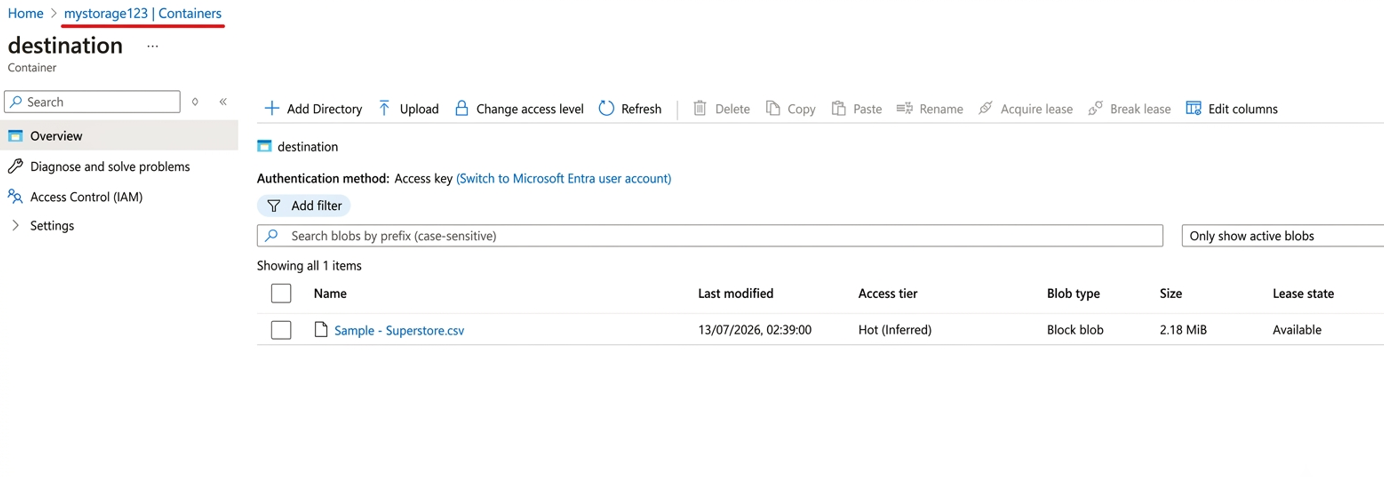 Home > mystorage123 | Containers
destination ...
Container
Search
Overview
Diagnose and solve problems
Access Control (IAM)
Settings
Add Directory Upload Change access level Refresh Delete Copy Paste Rename Acquire lease Break lease Edit columns
destination
Authentication method: Access key (Switch to Microsoft Entra user account)
Add filter
Search blobs by prefix (case-sensitive) Only show active blobs
Showing all 1 items
Name Last modified Access tier Blob type Size Lease state
Sample - Superstore.csv 13/07/2026, 02:39:00 Hot (Inferred) Block blob 2.18 MiB Available